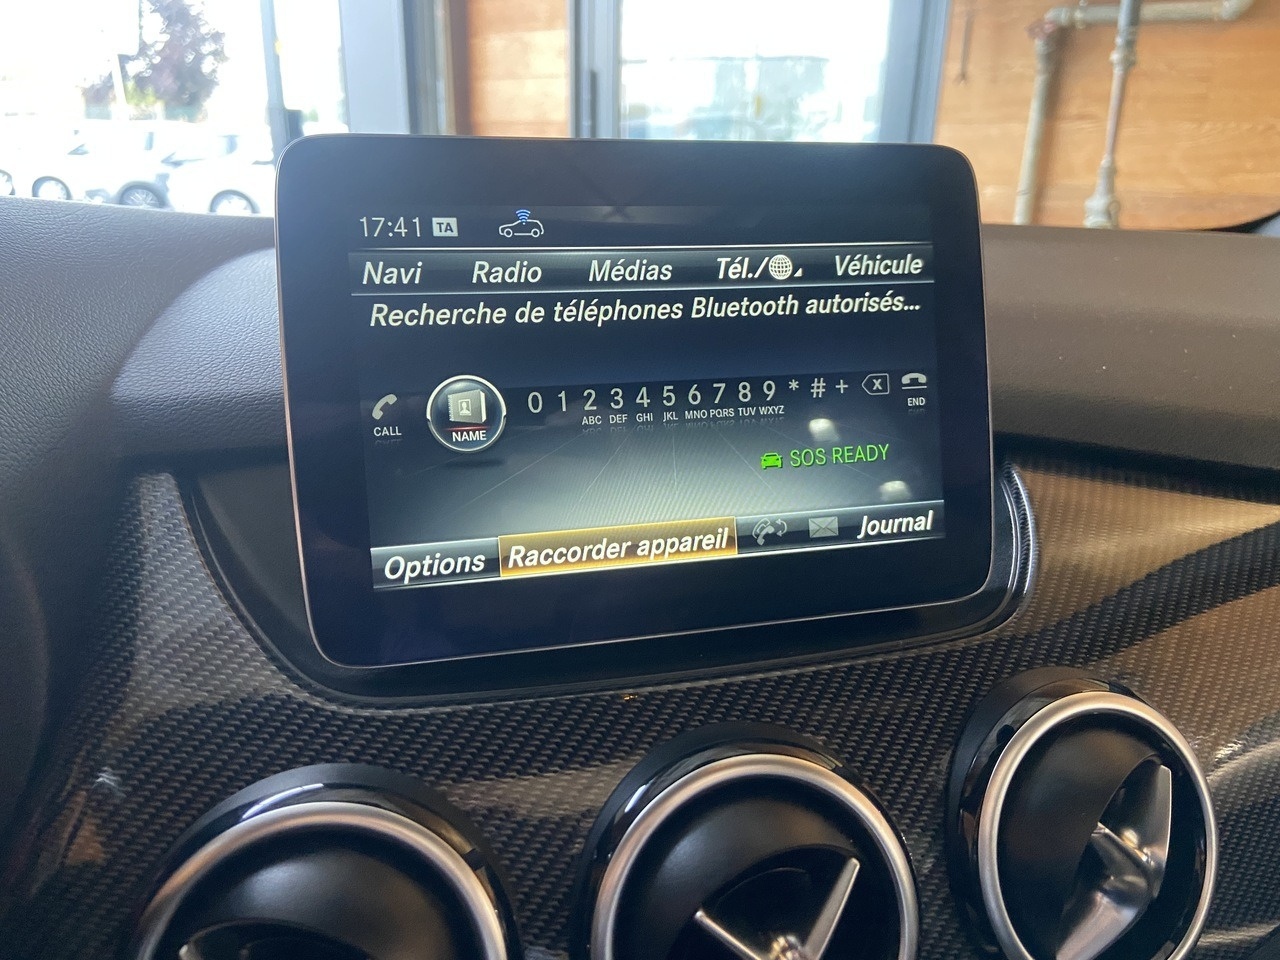 17:41 TA
Navi Radio Médias Tél./ Véhicule
Recherche de téléphones Bluetooth autorisés...
CALL NAME 0 1 2 3 4 5 6 7 8 9 * # + X END
ABC DEF GHI JKL MNO PQRS TUV WXYZ
SOS READY
Options Raccorder appareil Journal